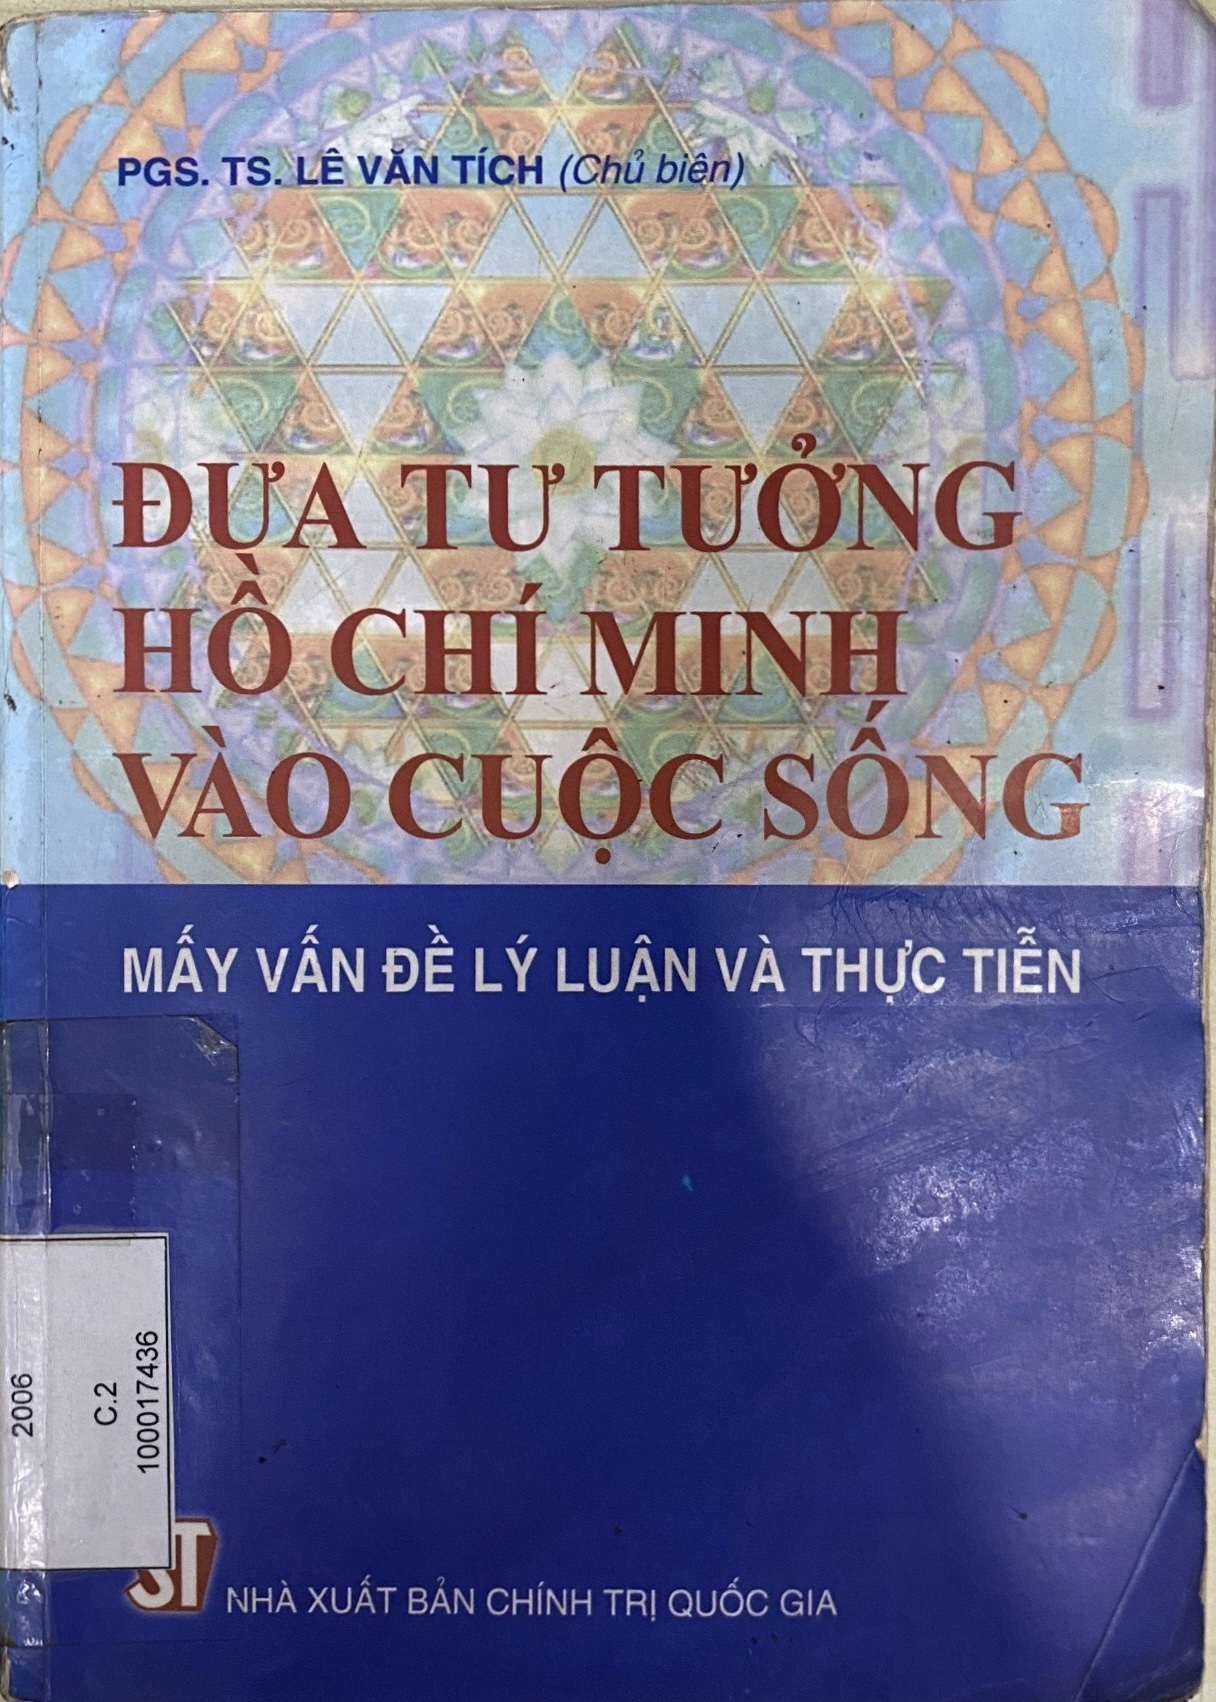 PGS. TS. LÊ VĂN TÍCH (Chủ biên)
ĐƯA TƯ TƯỞNG
HỒ CHÍ MINH
VÀO CUỘC SỐNG
MẤY VẤN ĐỀ LÝ LUẬN VÀ THỰC TIỄN
2006
C.2
100017436
ST
NHÀ XUẤT BẢN CHÍNH TRỊ QUỐC GIA